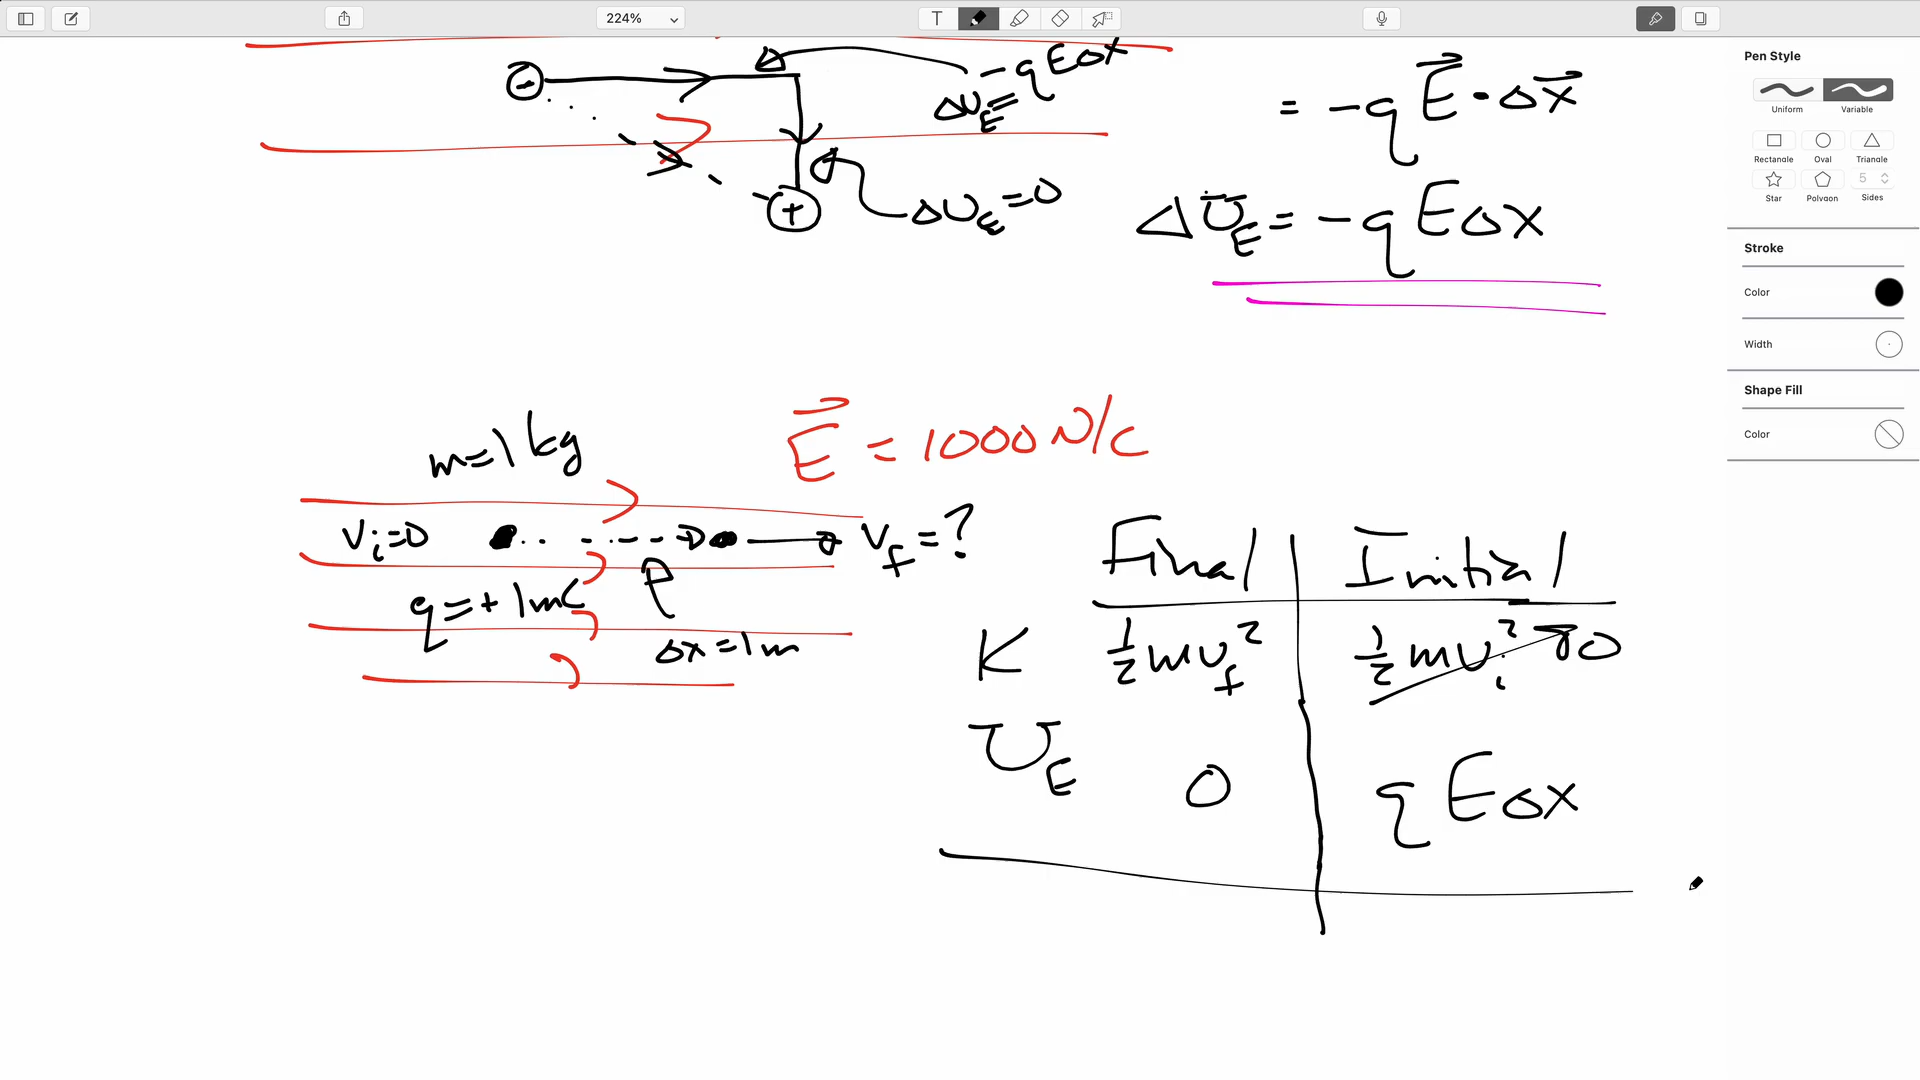 224%
T
Pen Style
Uniform
Variable
Rectangle
Oval
Triangle
Star
Polygon
5
Sides
Stroke
Color
Width
Shape Fill
Color
−
− qEΔx
ΔU_E =
= −q E⃗ · Δx⃗
+
ΔU_E = 0
ΔU_E = −qEΔx
m=1kg
E⃗ = 1000 N/C
v_i=0
v_f=?
P
q=+1mC
Δx=1m
Final
Initial
K
½mv_f²
½mv_i² 0
U_E
0
qEΔx